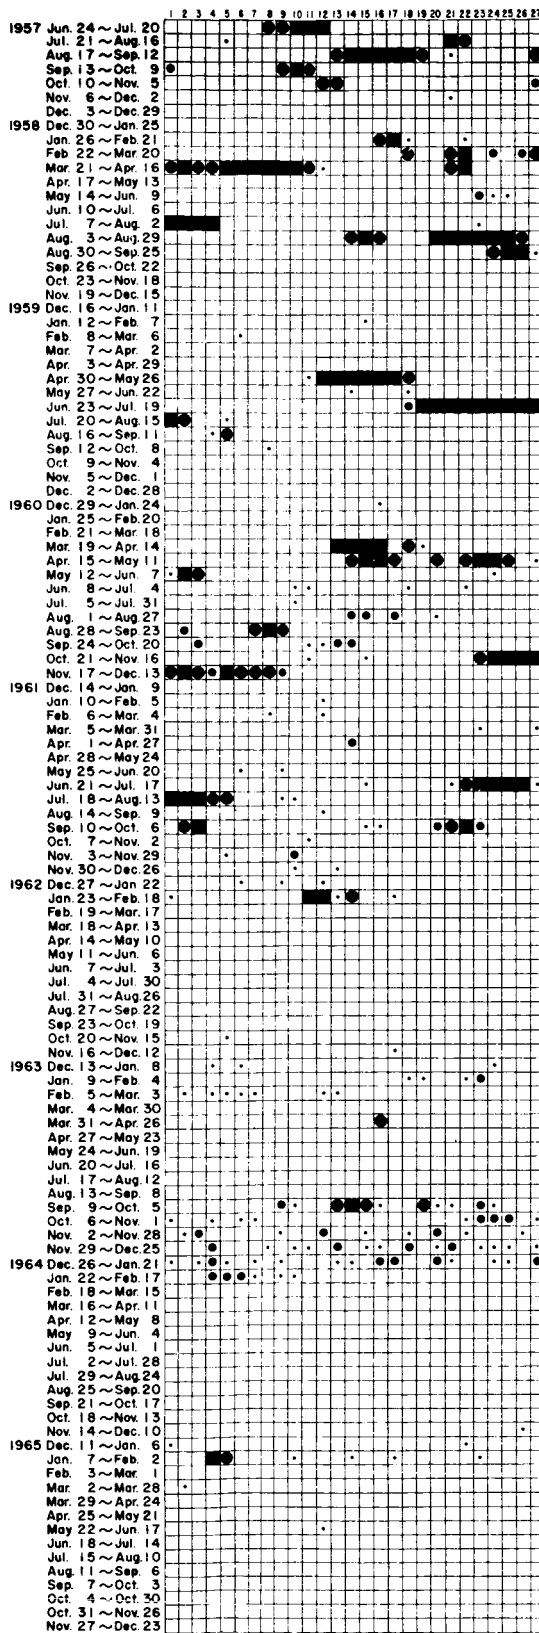 1 2 3 4 5 6 7 8 9 10 11 12 13 14 15 16 17 18 19 20 21 22 23 24 25 26 27
1957 Jun. 24 ~ Jul. 20
Jul. 21 ~ Aug. 16
Aug. 17 ~ Sep. 12
Sep. 13 ~ Oct. 9
Oct. 10 ~ Nov. 5
Nov. 6 ~ Dec. 2
Dec. 3 ~ Dec. 29
1958 Dec. 30 ~ Jan. 25
Jan. 26 ~ Feb. 21
Feb. 22 ~ Mar. 20
Mar. 21 ~ Apr. 16
Apr. 17 ~ May 13
May 14 ~ Jun. 9
Jun. 10 ~ Jul. 6
Jul. 7 ~ Aug. 2
Aug. 3 ~ Aug. 29
Aug. 30 ~ Sep. 25
Sep. 26 ~ Oct. 22
Oct. 23 ~ Nov. 18
Nov. 19 ~ Dec. 15
1959 Dec. 16 ~ Jan. 11
Jan. 12 ~ Feb. 7
Feb. 8 ~ Mar. 6
Mar. 7 ~ Apr. 2
Apr. 3 ~ Apr. 29
Apr. 30 ~ May 26
May 27 ~ Jun. 22
Jun. 23 ~ Jul. 19
Jul. 20 ~ Aug. 15
Aug. 16 ~ Sep. 11
Sep. 12 ~ Oct. 8
Oct. 9 ~ Nov. 4
Nov. 5 ~ Dec. 1
Dec. 2 ~ Dec. 28
1960 Dec. 29 ~ Jan. 24
Jan. 25 ~ Feb. 20
Feb. 21 ~ Mar. 18
Mar. 19 ~ Apr. 14
Apr. 15 ~ May 11
May 12 ~ Jun. 7
Jun. 8 ~ Jul. 4
Jul. 5 ~ Jul. 31
Aug. 1 ~ Aug. 27
Aug. 28 ~ Sep. 23
Sep. 24 ~ Oct. 20
Oct. 21 ~ Nov. 16
Nov. 17 ~ Dec. 13
1961 Dec. 14 ~ Jan. 9
Jan. 10 ~ Feb. 5
Feb. 6 ~ Mar. 4
Mar. 5 ~ Mar. 31
Apr. 1 ~ Apr. 27
Apr. 28 ~ May 24
May 25 ~ Jun. 20
Jun. 21 ~ Jul. 17
Jul. 18 ~ Aug. 13
Aug. 14 ~ Sep. 9
Sep. 10 ~ Oct. 6
Oct. 7 ~ Nov. 2
Nov. 3 ~ Nov. 29
Nov. 30 ~ Dec. 26
1962 Dec. 27 ~ Jan 22
Jan. 23 ~ Feb. 18
Feb. 19 ~ Mar. 17
Mar. 18 ~ Apr. 13
Apr. 14 ~ May 10
May 11 ~ Jun. 6
Jun. 7 ~ Jul. 3
Jul. 4 ~ Jul. 30
Jul. 31 ~ Aug. 26
Aug. 27 ~ Sep. 22
Sep. 23 ~ Oct. 19
Oct. 20 ~ Nov. 15
Nov. 16 ~ Dec. 12
1963 Dec. 13 ~ Jan. 8
Jan. 9 ~ Feb. 4
Feb. 5 ~ Mar. 3
Mar. 4 ~ Mar. 30
Mar. 31 ~ Apr. 26
Apr. 27 ~ May 23
May 24 ~ Jun. 19
Jun. 20 ~ Jul. 16
Jul. 17 ~ Aug. 12
Aug. 13 ~ Sep. 8
Sep. 9 ~ Oct. 5
Oct. 6 ~ Nov. 1
Nov. 2 ~ Nov. 28
Nov. 29 ~ Dec. 25
1964 Dec. 26 ~ Jan. 21
Jan. 22 ~ Feb. 17
Feb. 18 ~ Mar. 15
Mar. 16 ~ Apr. 11
Apr. 12 ~ May 8
May 9 ~ Jun. 4
Jun. 5 ~ Jul. 1
Jul. 2 ~ Jul. 28
Jul. 29 ~ Aug. 24
Aug. 25 ~ Sep. 20
Sep. 21 ~ Oct. 17
Oct. 18 ~ Nov. 13
Nov. 14 ~ Dec. 10
1965 Dec. 11 ~ Jan. 6
Jan. 7 ~ Feb. 2
Feb. 3 ~ Mar. 1
Mar. 2 ~ Mar. 28
Mar. 29 ~ Apr. 24
Apr. 25 ~ May 21
May 22 ~ Jun. 17
Jun. 18 ~ Jul. 14
Jul. 15 ~ Aug. 10
Aug. 11 ~ Sep. 6
Sep. 7 ~ Oct. 3
Oct. 4 ~ Oct. 30
Oct. 31 ~ Nov. 26
Nov. 27 ~ Dec. 23